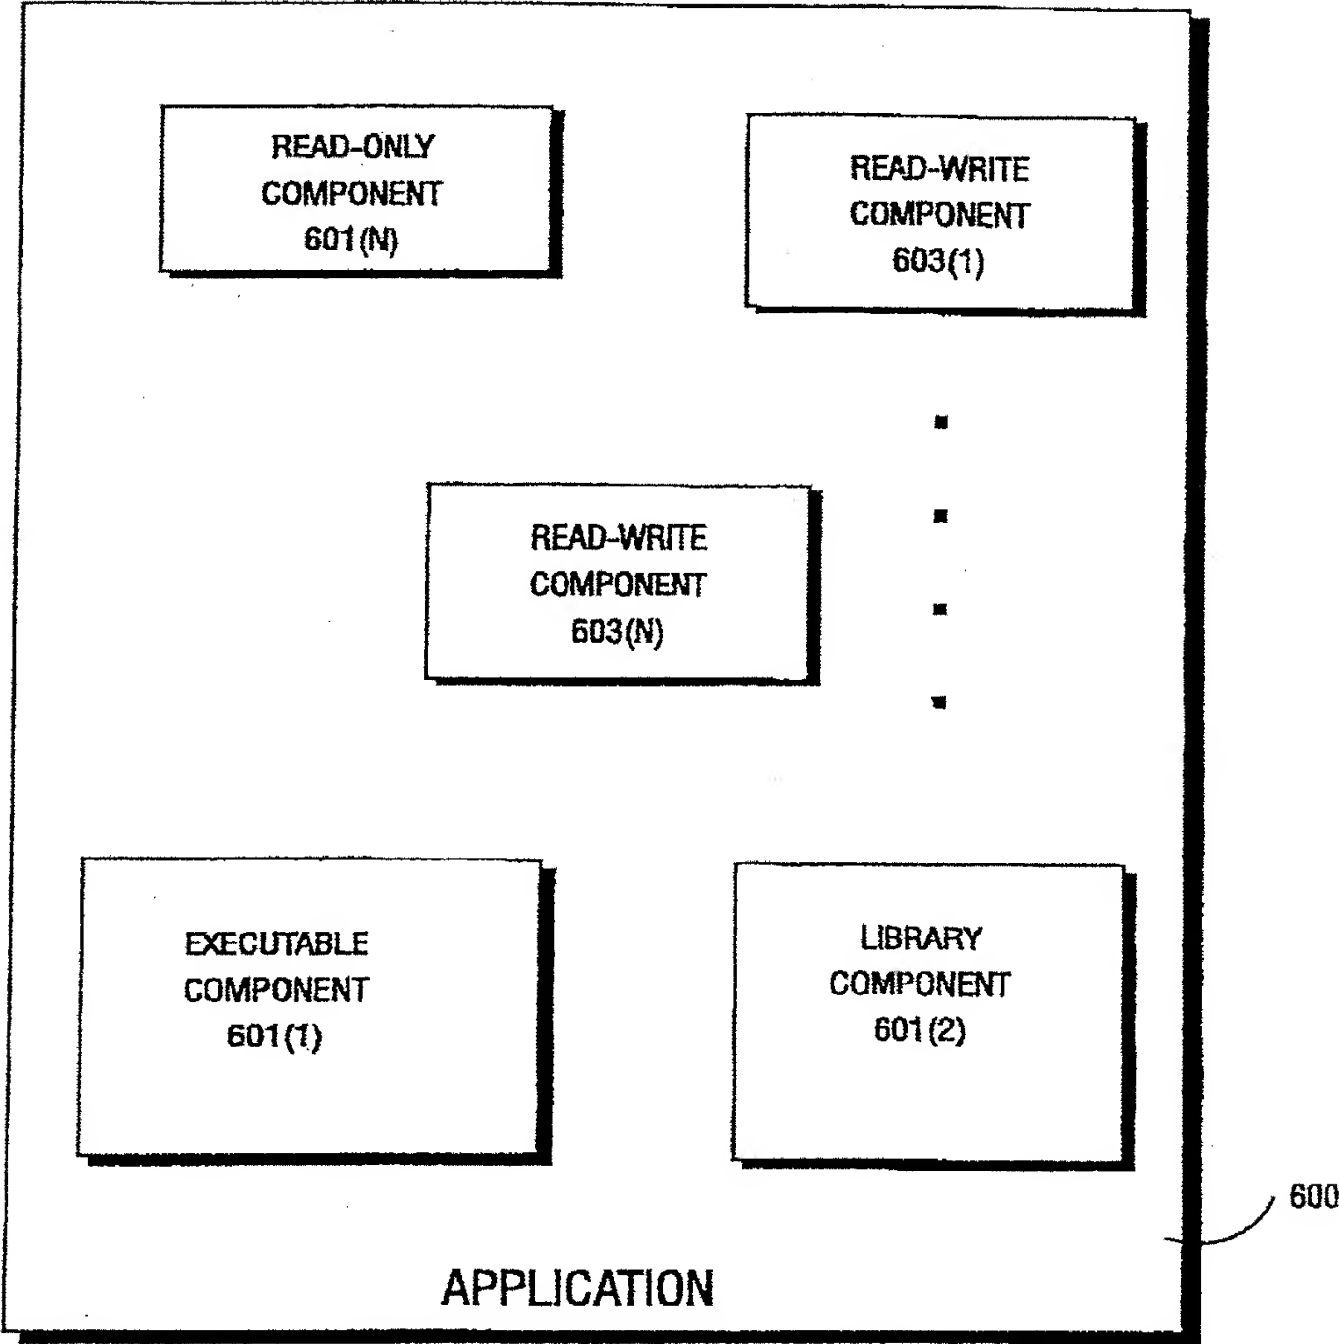 READ-ONLY
COMPONENT
601(N)
READ-WRITE
COMPONENT
603(1)
READ-WRITE
COMPONENT
603(N)
EXECUTABLE
COMPONENT
601(1)
LIBRARY
COMPONENT
601(2)
600
APPLICATION